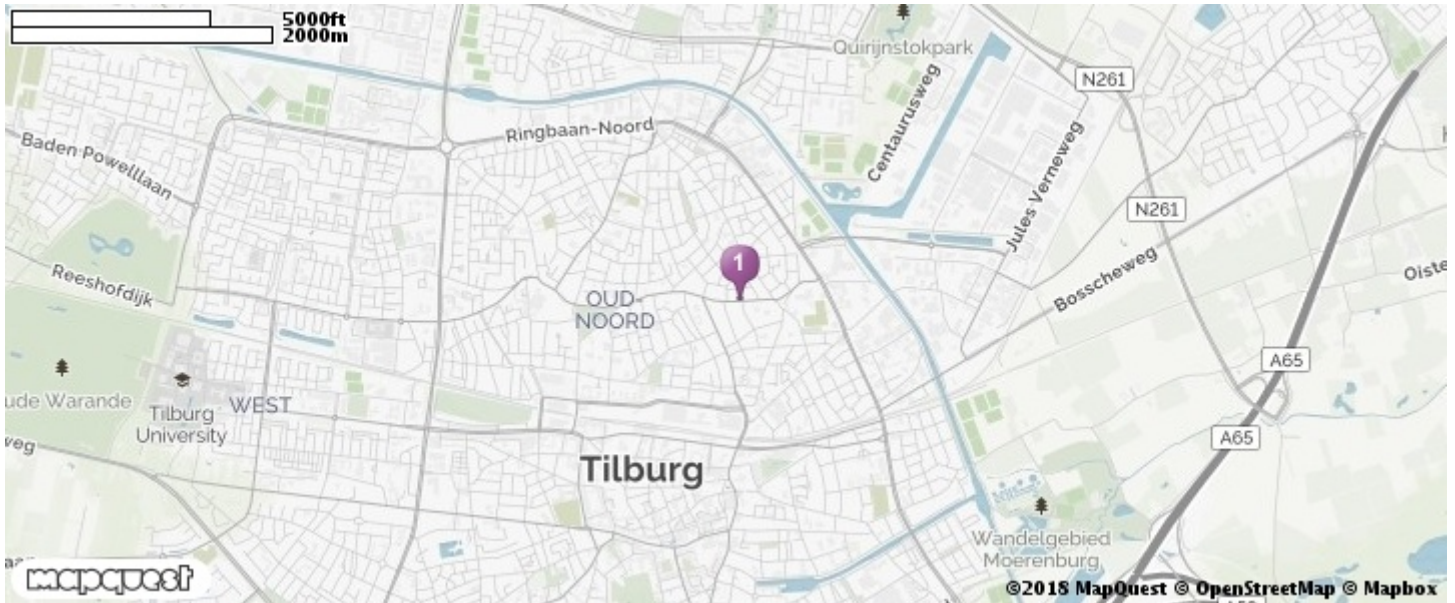 5000ft
2000m
Quirijnstokpark
N261
Ringbaan-Noord
Centaurusweg
Baden Powelllaan
Jules Verneweg
N261
1
Bosscheweg
Reeshofdijk
Oiste
OUD-
NOORD
A65
ude Warande
WEST
Tilburg
University
A65
weg
Tilburg
Wandelgebied
Moerenburg
mapquest
©2018 MapQuest © OpenStreetMap © Mapbox